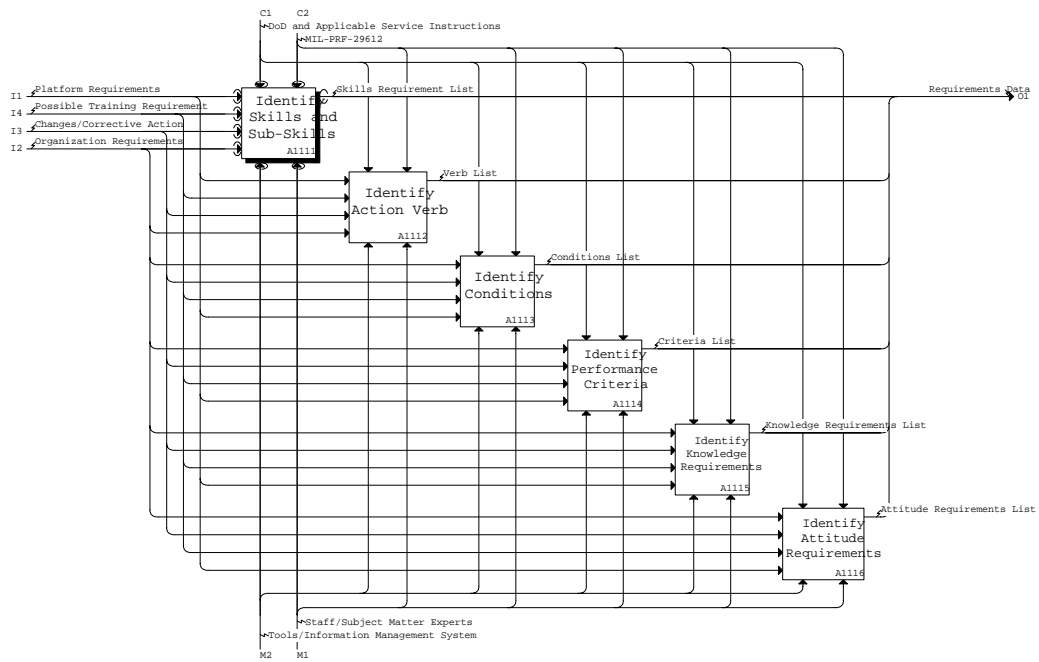 C1 C2
DoD and Applicable Service Instructions
MIL-PRF-29612
I1 Platform Requirements
Skills Requirement List
Requirements Data
O1
I4 Possible Training Requirement
I3 Changes/Corrective Action
I2 Organization Requirements
Identify
Skills and
Sub-Skills
A1111
Verb List
Identify
Action Verb
A1112
Conditions List
Identify
Conditions
A1113
Criteria List
Identify
Performance
Criteria
A1114
Knowledge Requirements List
Identify
Knowledge
Requirements
A1115
Attitude Requirements List
Identify
Attitude
Requirements
A1116
Staff/Subject Matter Experts
Tools/Information Management System
M2 M1